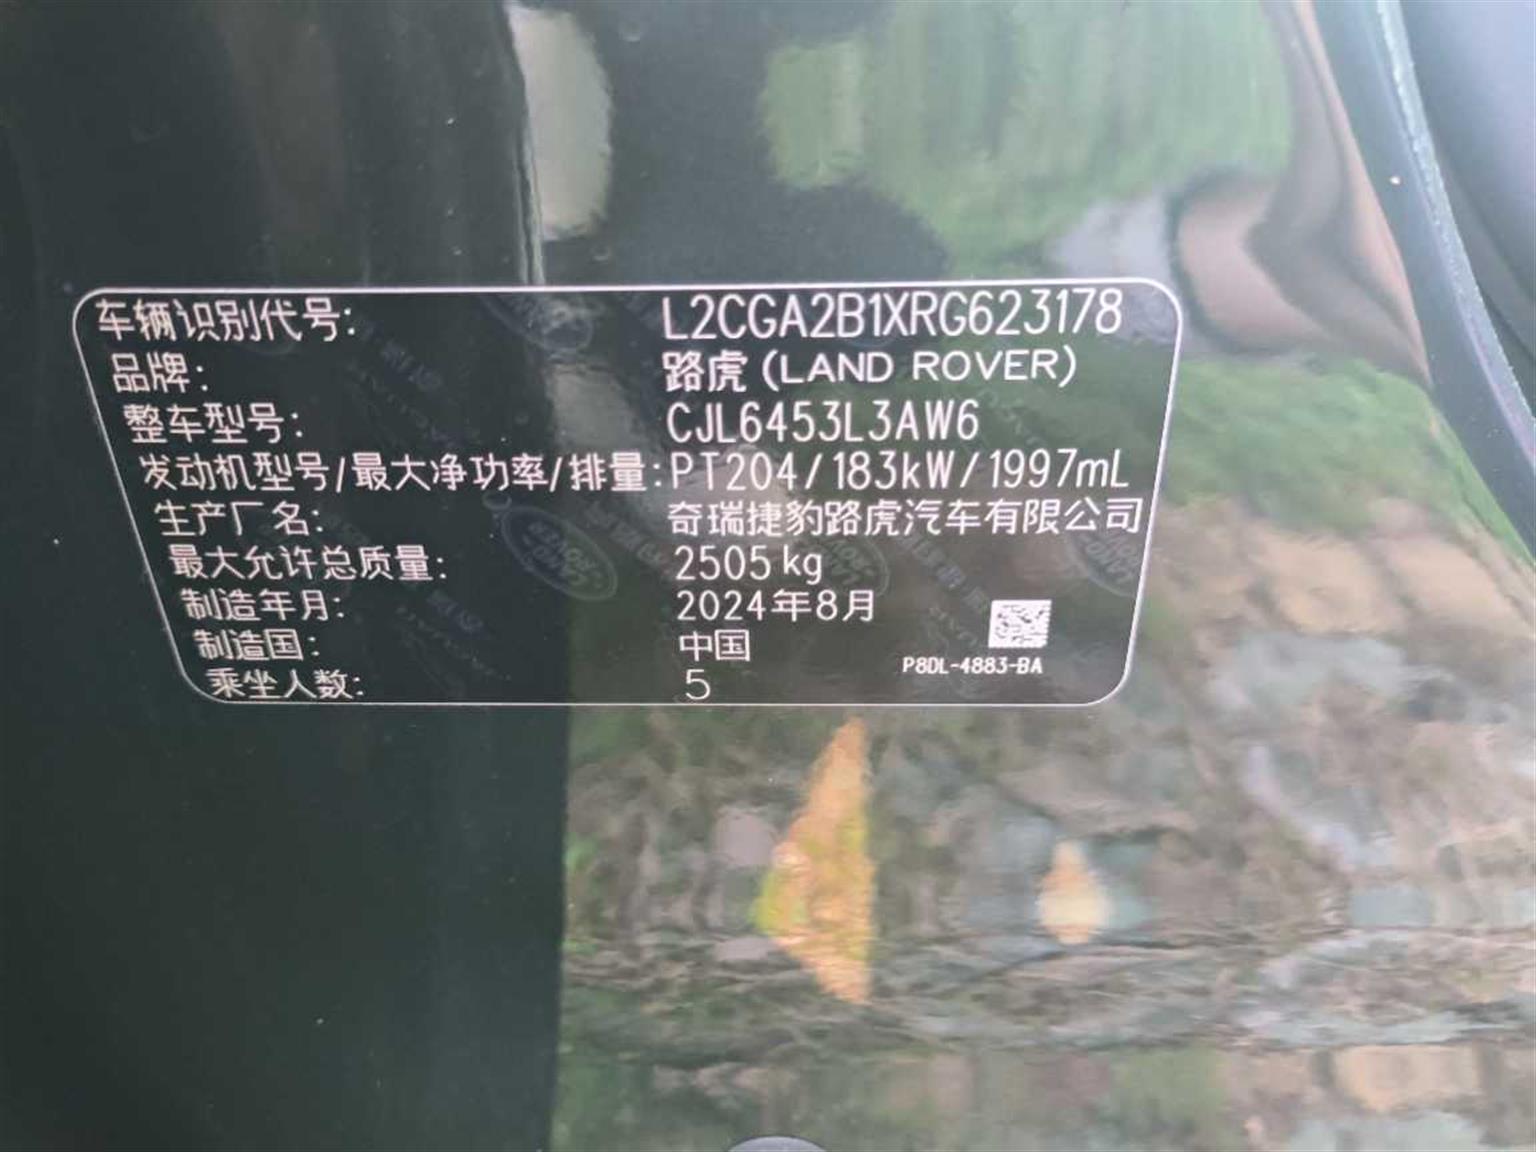 车辆识别代号: L2CGA2B1XRG623178
品牌: 路虎 (LAND ROVER)
整车型号: CJL6453L3AW6
发动机型号/最大净功率/排量: PT204/183kW/1997mL
生产厂名: 奇瑞捷豹路虎汽车有限公司
最大允许总质量: 2505 kg
制造年月: 2024年8月
制造国: 中国
P8DL-4883-BA
乘坐人数: 5